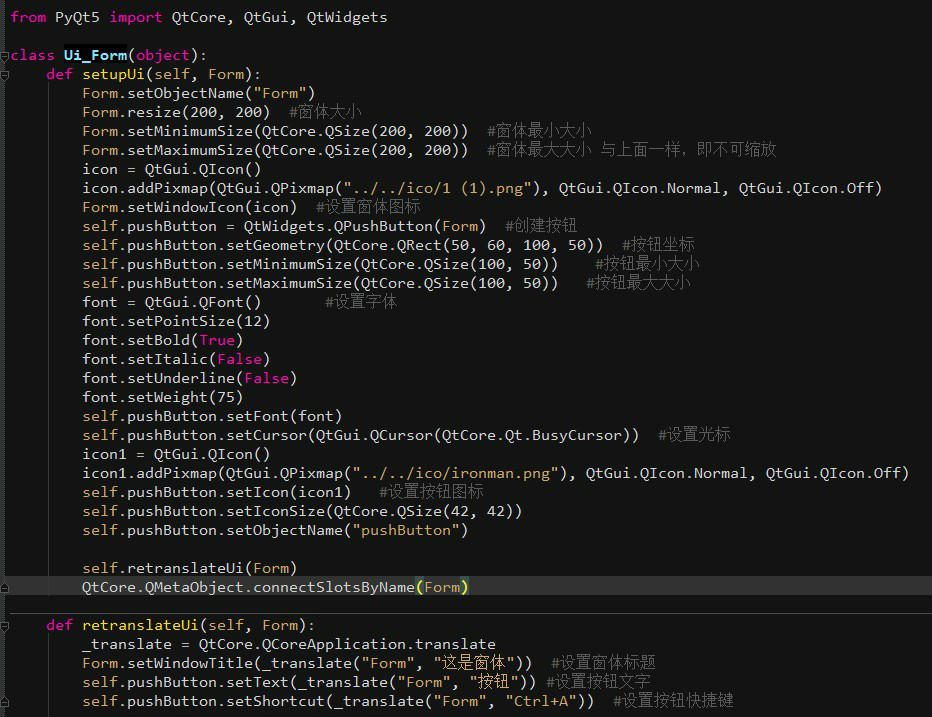 from PyQt5 import QtCore, QtGui, QtWidgets
class Ui_Form(object):
    def setupUi(self, Form):
        Form.setObjectName("Form")
        Form.resize(200, 200)  #窗体大小
        Form.setMinimumSize(QtCore.QSize(200, 200))  #窗体最小大小
        Form.setMaximumSize(QtCore.QSize(200, 200))  #窗体最大大小 与上面一样，即不可缩放
        icon = QtGui.QIcon()
        icon.addPixmap(QtGui.QPixmap("../../ico/1 (1).png"), QtGui.QIcon.Normal, QtGui.QIcon.Off)
        Form.setWindowIcon(icon)  #设置窗体图标
        self.pushButton = QtWidgets.QPushButton(Form)  #创建按钮
        self.pushButton.setGeometry(QtCore.QRect(50, 60, 100, 50))  #按钮坐标
        self.pushButton.setMinimumSize(QtCore.QSize(100, 50))    #按钮最小大小
        self.pushButton.setMaximumSize(QtCore.QSize(100, 50))   #按钮最大大小
        font = QtGui.QFont()       #设置字体
        font.setPointSize(12)
        font.setBold(True)
        font.setItalic(False)
        font.setUnderline(False)
        font.setWeight(75)
        self.pushButton.setFont(font)
        self.pushButton.setCursor(QtGui.QCursor(QtCore.Qt.BusyCursor))  #设置光标
        icon1 = QtGui.QIcon()
        icon1.addPixmap(QtGui.QPixmap("../../ico/ironman.png"), QtGui.QIcon.Normal, QtGui.QIcon.Off)
        self.pushButton.setIcon(icon1)   #设置按钮图标
        self.pushButton.setIconSize(QtCore.QSize(42, 42))
        self.pushButton.setObjectName("pushButton")
        self.retranslateUi(Form)
        QtCore.QMetaObject.connectSlotsByName(Form)
    def retranslateUi(self, Form):
        _translate = QtCore.QCoreApplication.translate
        Form.setWindowTitle(_translate("Form", "这是窗体"))  #设置窗体标题
        self.pushButton.setText(_translate("Form", "按钮")) #设置按钮文字
        self.pushButton.setShortcut(_translate("Form", "Ctrl+A"))  #设置按钮快捷键